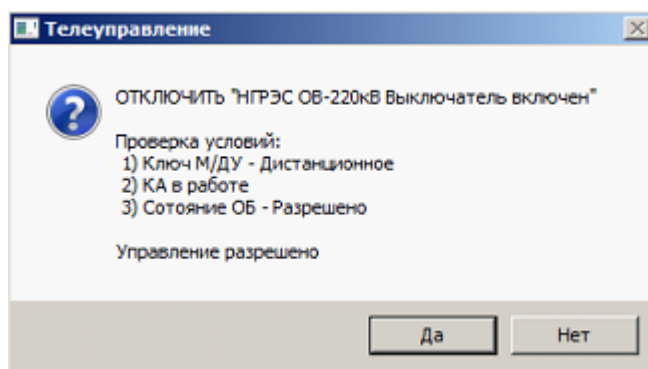 Телеуправление
ОТКЛЮЧИТЬ "НГРЭС ОВ-220кВ Выключатель включен"
Проверка условий:
1) Ключ М/ДУ - Дистанционное
2) КА в работе
3) Сотояние ОБ - Разрешено
Управление разрешено
Да
Нет